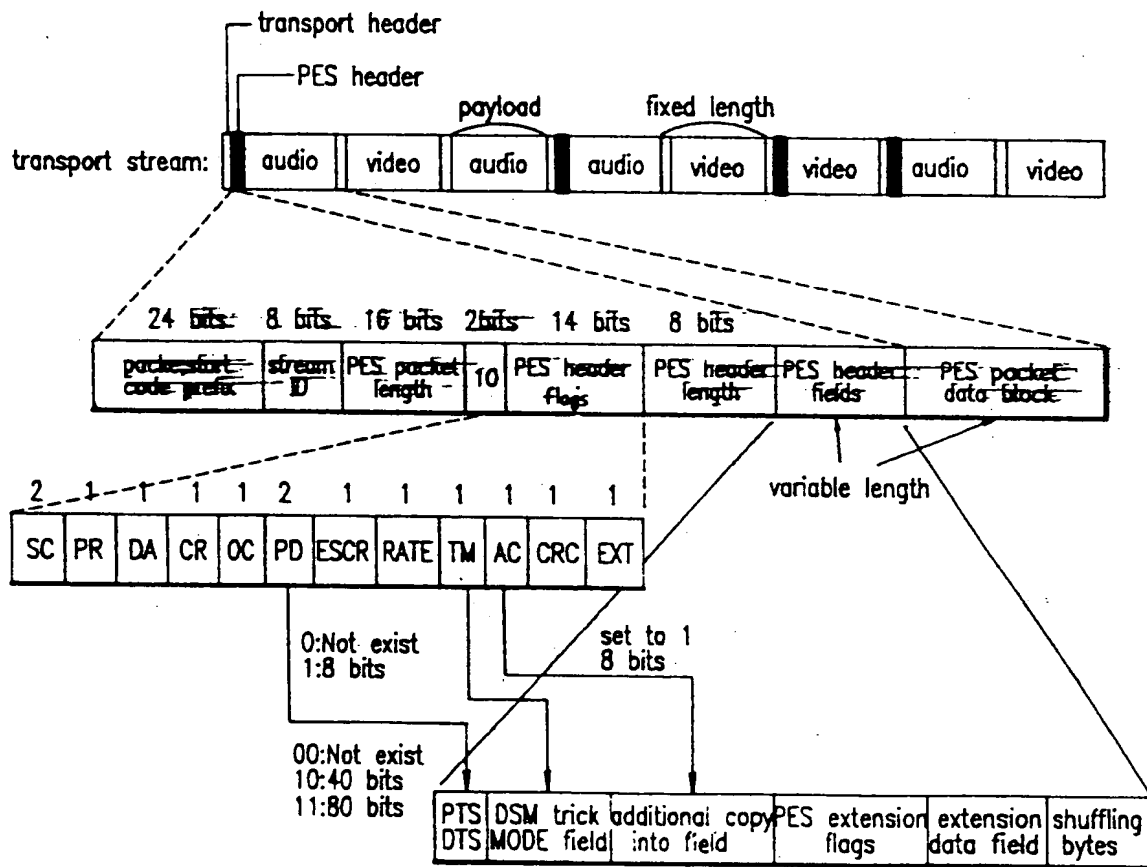 transport header
PES header
payload
fixed length
transport stream:
audio
video
audio
audio
video
video
audio
video
24 bits
8 bits
16 bits
2bits
14 bits
8 bits
code prefix
stream
ID
PES packet
length
10
PES header
flags
PES header
length
PES header
fields
PES packet
data block
variable length
2 1 1 1 1 2 1 1 1 1 1 1
SC PR DA CR OC PD ESCR RATE TM AC CRC EXT
0:Not exist
1:8 bits
set to 1
8 bits
00:Not exist
10:40 bits
11:80 bits
PTS
DTS
DSM trick
MODE field
additional copy
into field
PES extension
flags
extension
data field
shuffling
bytes